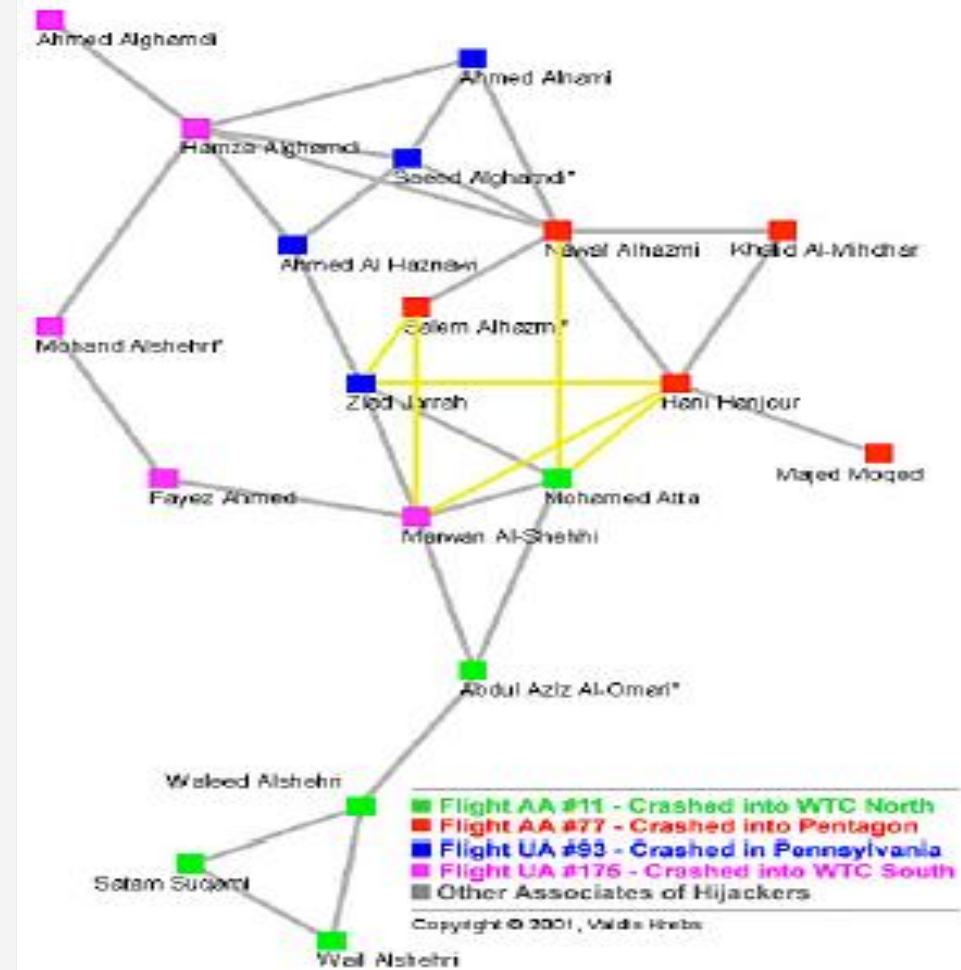 Ahmed Alghamdi
Ahmed Alnami
Hamza Alghamdi
Saeed Alghamdi*
Nawaf Alhazmi
Khalid Al-Mihdhar
Ahmed Al Haznawi
Salem Alhazmi*
Mohand Alshehri*
Ziad Jarrah
Hani Hanjour
Majed Moqed
Fayez Ahmed
Mohamed Atta
Marwan Al-Shehhi
Abdul Aziz Al-Omari*
Waleed Alshehri
Flight AA #11 - Crashed into WTC North
Flight AA #77 - Crashed into Pentagon
Flight UA #93 - Crashed in Pennsylvania
Flight UA #175 - Crashed into WTC South
Satam Suqami
Other Associates of Hijackers
Copyright © 2001, Valdis Krebs
Wail Alshehri